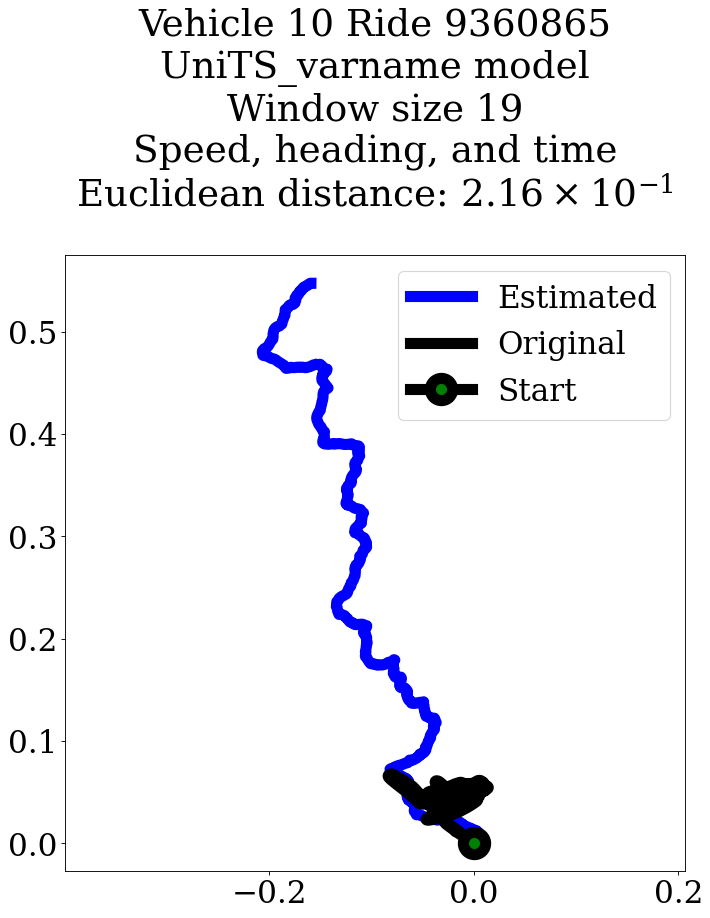 Vehicle 10 Ride 9360865
UniTS_varname model
Window size 19
Speed, heading, and time
Euclidean distance: $2.16 \times 10^{-1}$
Estimated
Original
Start
0.5
0.4
0.3
0.2
0.1
0.0
−0.2 0.0 0.2